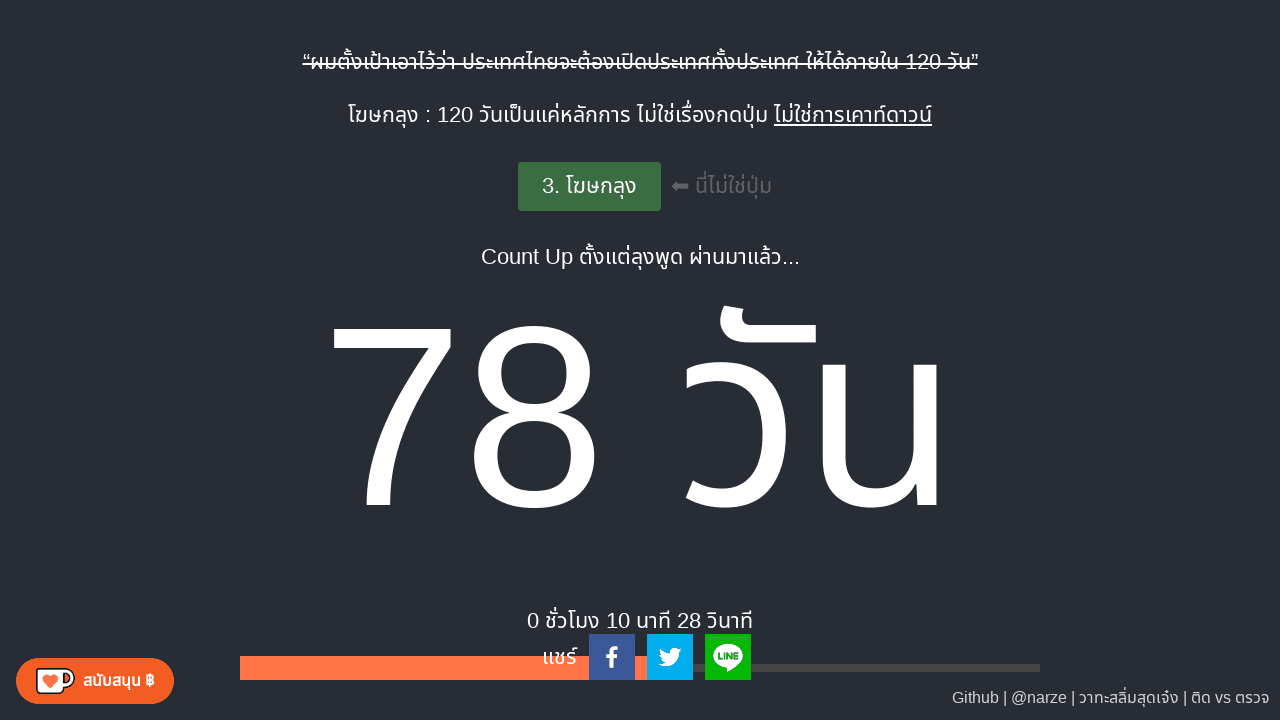 “ผมตั้งเป้าเอาไว้ว่า ประเทศไทยจะต้องเปิดประเทศทั้งประเทศ ให้ได้ภายใน 120 วัน”
โฆษกลุง : 120 วันเป็นแค่หลักการ ไม่ใช่เรื่องกดปุ่ม ไม่ใช่การเคาท์ดาวน์
3. โฆษกลุง ⬅ นี่ไม่ใช่ปุ่ม
Count Up ตั้งแต่ลุงพูด ผ่านมาแล้ว...
78 วัน
0 ชั่วโมง 10 นาที 28 วินาที
แชร์ LINE
สนับสนุน ฿
Github | @narze | วาทะสลิ่มสุดเจ๋ง | ติด vs ตรวจ